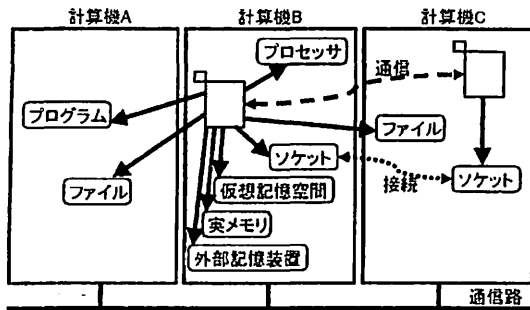 計算機A
計算機B
計算機C
プロセッサ
通信
プログラム
ファイル
ファイル
ソケット
接続
ソケット
仮想記憶空間
実メモリ
外部記憶装置
通信路